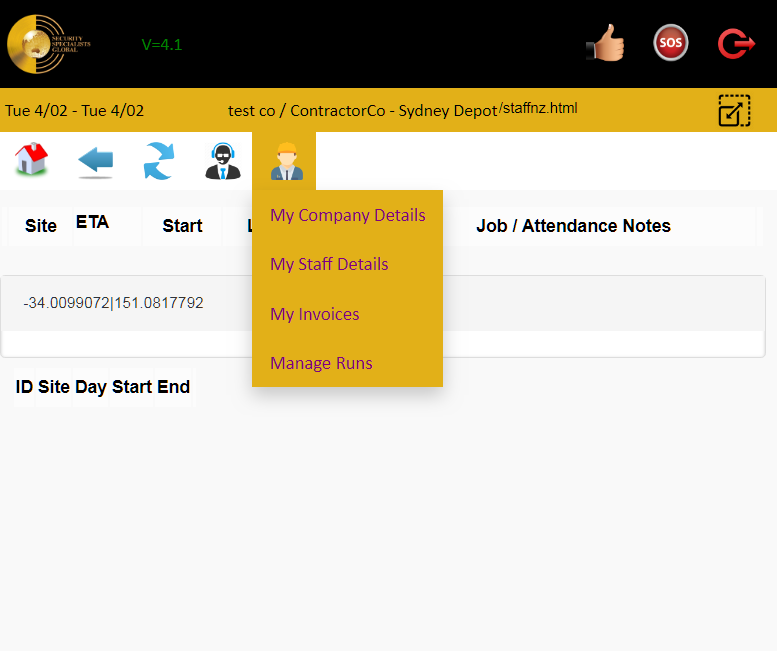 SECURITY
SPECIALISTS
GLOBAL
V=4.1
SOS
Tue 4/02 - Tue 4/02 test co / ContractorCo - Sydney Depot/staffnz.html
Site ETA Start Job / Attendance Notes
My Company Details
My Staff Details
My Invoices
Manage Runs
-34.0099072|151.0817792
ID Site Day Start End